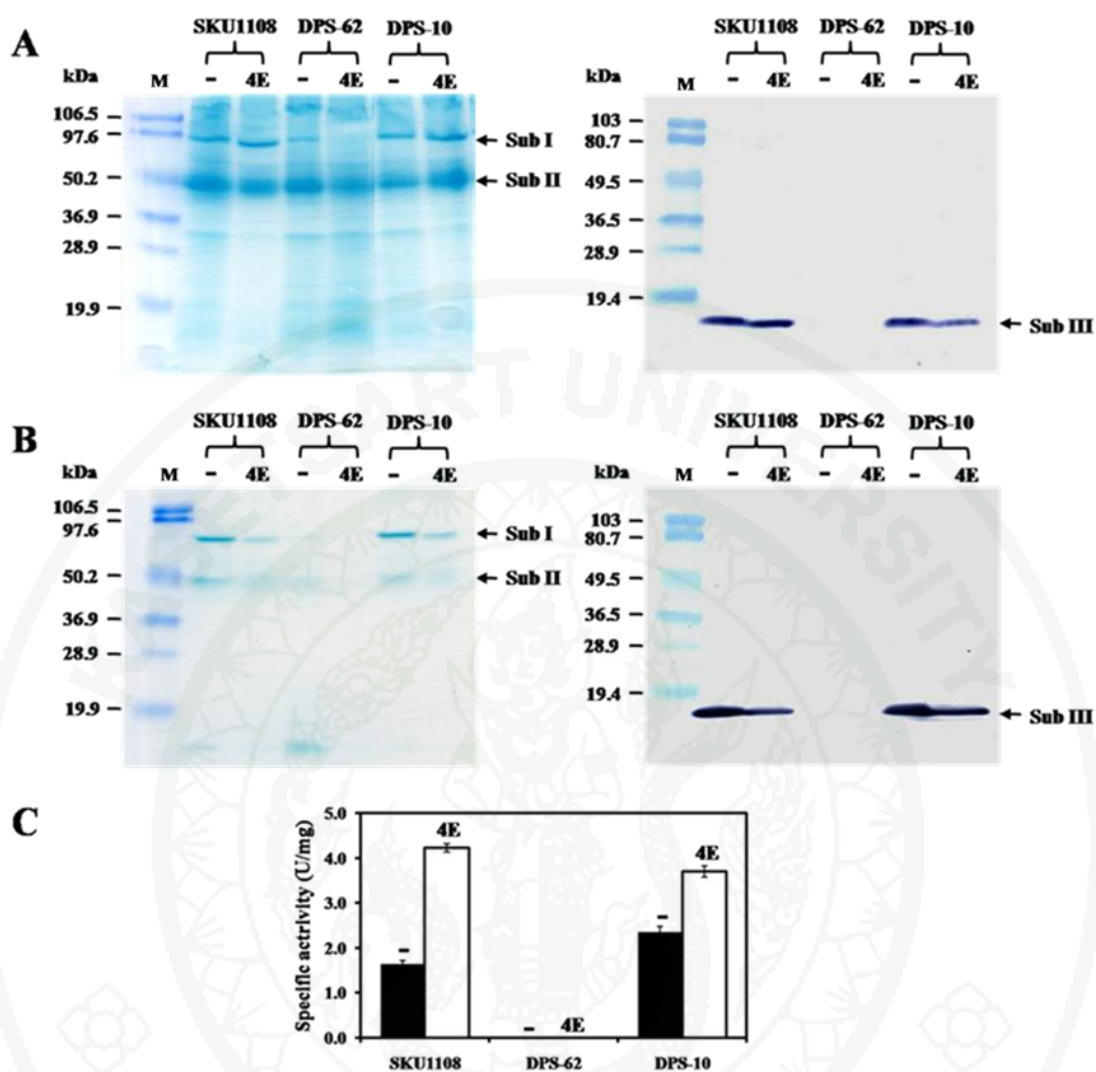 A
SKU1108 DPS-62 DPS-10
kDa M – 4E – 4E – 4E
106.5
97.6
50.2
36.9
28.9
19.9
Sub I
Sub II
SKU1108 DPS-62 DPS-10
kDa M – 4E – 4E – 4E
103
80.7
49.5
36.5
28.9
19.4
Sub III
B
SKU1108 DPS-62 DPS-10
kDa M – 4E – 4E – 4E
106.5
97.6
50.2
36.9
28.9
19.9
Sub I
Sub II
SKU1108 DPS-62 DPS-10
kDa M – 4E – 4E – 4E
103
80.7
49.5
36.5
28.9
19.4
Sub III
C
Specific actrivity (U/mg)
5.0
4.0
3.0
2.0
1.0
0.0
– 4E
– 4E
– 4E
SKU1108 DPS-62 DPS-10
KASETSART UNIVERSITY